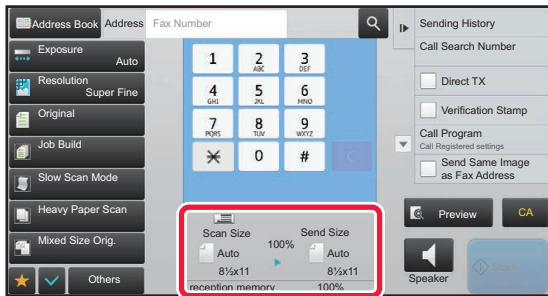 Address Book Address Fax Number
Sending History
Call Search Number
Direct TX
Verification Stamp
Call Program
Call Registered settings
Send Same Image
as Fax Address
Exposure
Auto
Resolution
Super Fine
Original
Job Build
Slow Scan Mode
Heavy Paper Scan
Mixed Size Orig.
Others
1 2 3
ABC DEF
4 5 6
GHI JKL MNO
7 8 9
PQRS TUV WXYZ
* 0 # C
Scan Size 100% Send Size
Auto Auto
8½x11 8½x11
reception memory 100%
Preview CA
Speaker
Start